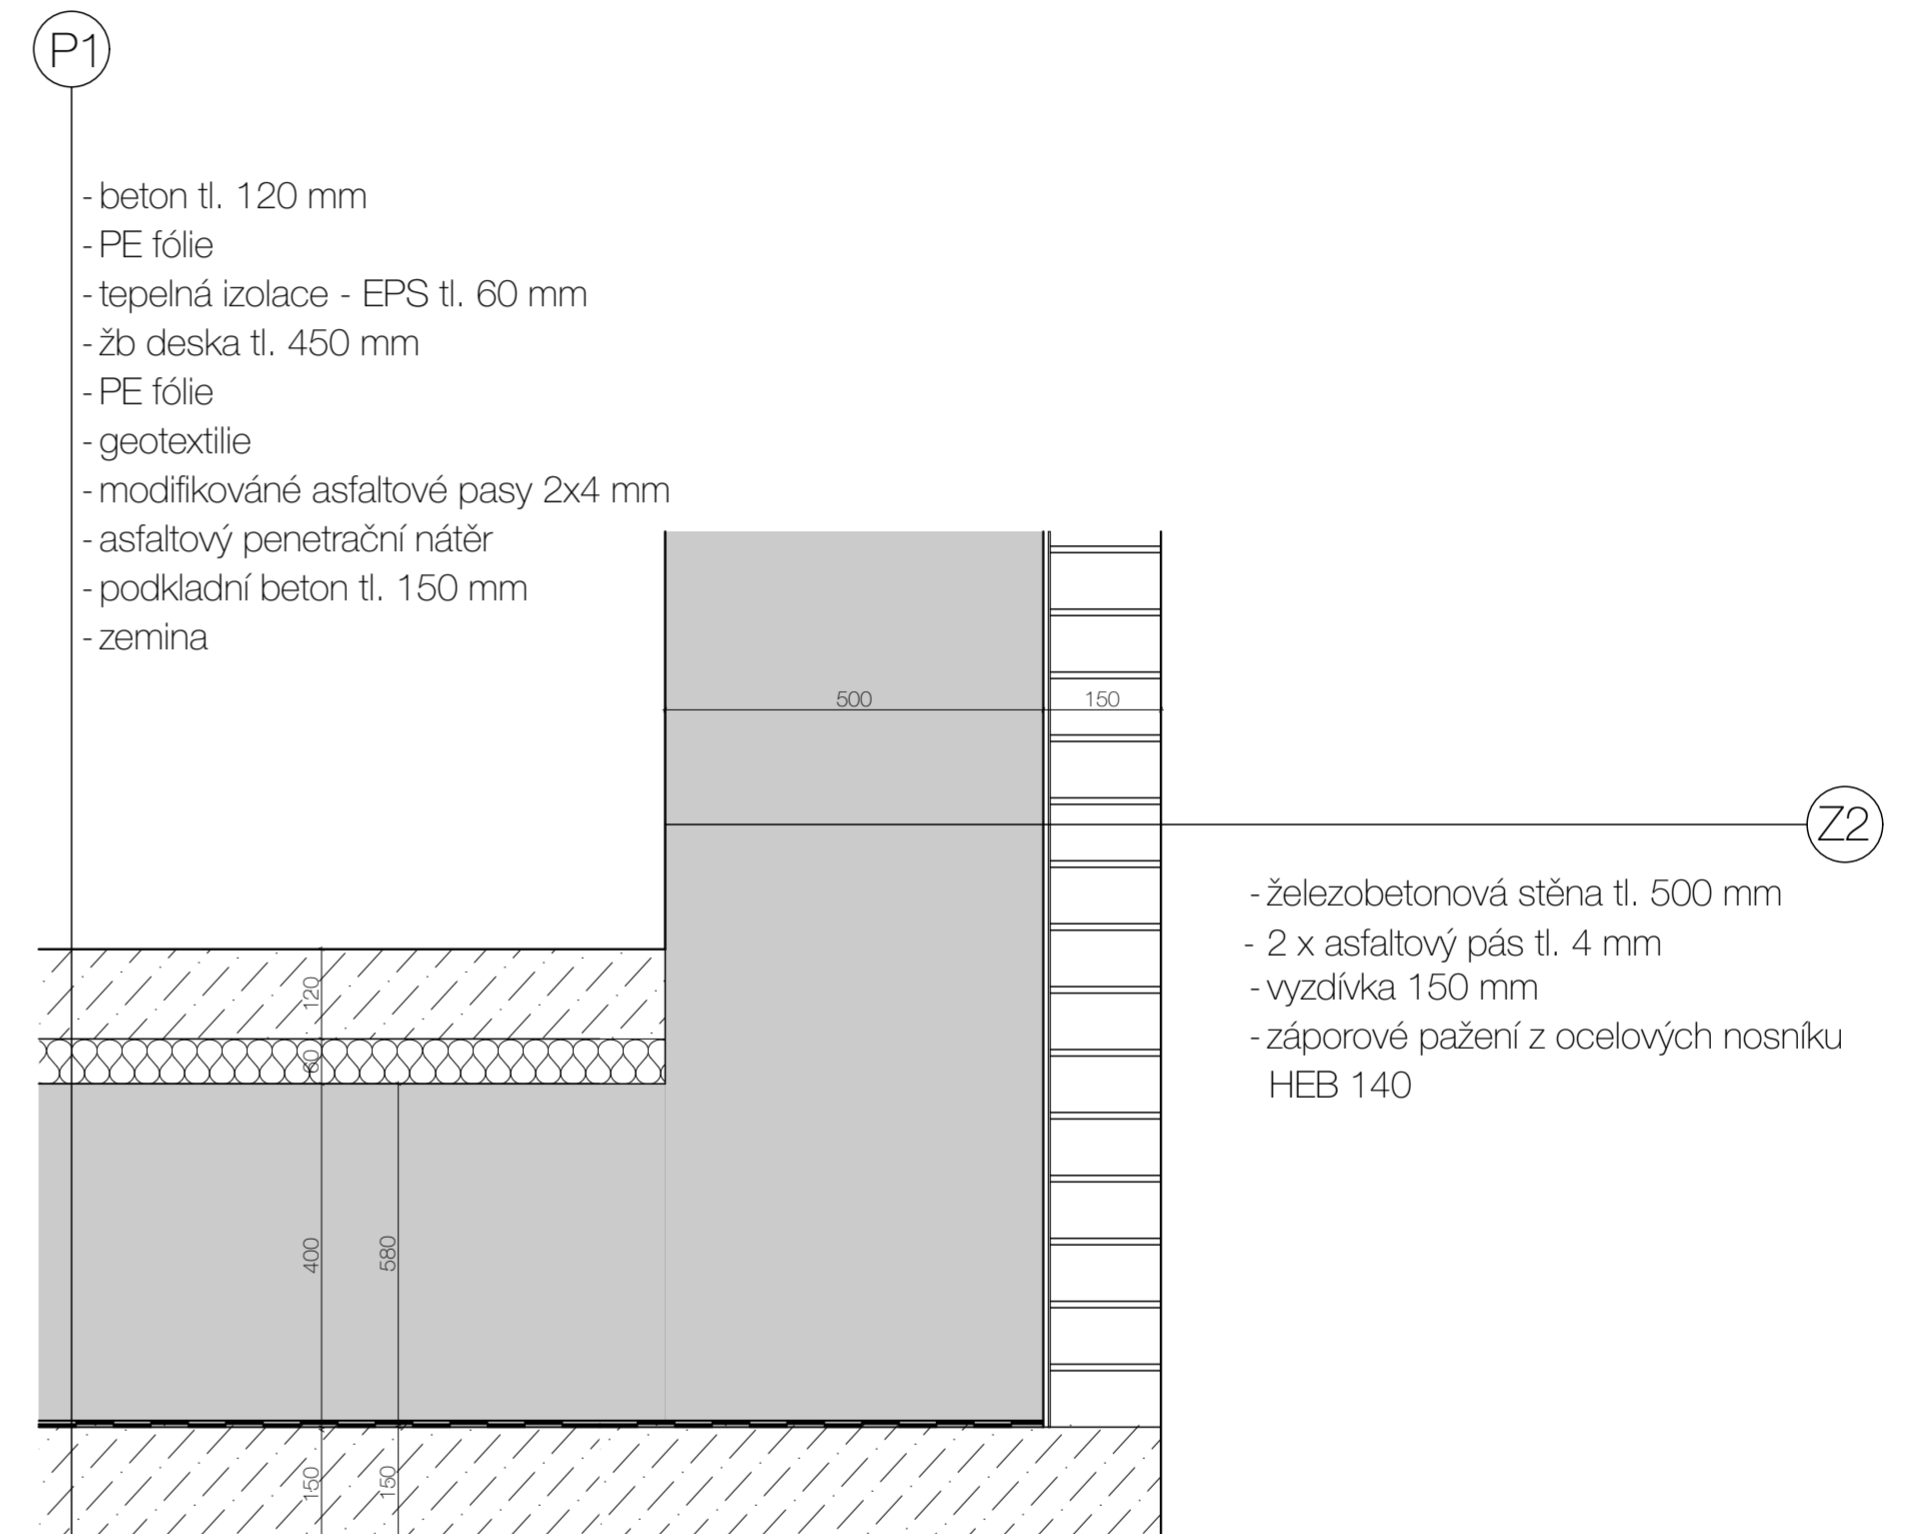 P1
- beton tl. 120 mm
- PE fólie
- tepelná izolace - EPS tl. 60 mm
- žb deska tl. 450 mm
- PE fólie
- geotextilie
- modifikováné asfaltové pasy 2x4 mm
- asfaltový penetrační nátěr
- podkladní beton tl. 150 mm
- zemina
500
150
Z2
- železobetonová stěna tl. 500 mm
- 2 x asfaltový pás tl. 4 mm
- vyzdívka 150 mm
- záporové pažení z ocelových nosníku
HEB 140
120
60
400
580
150
150